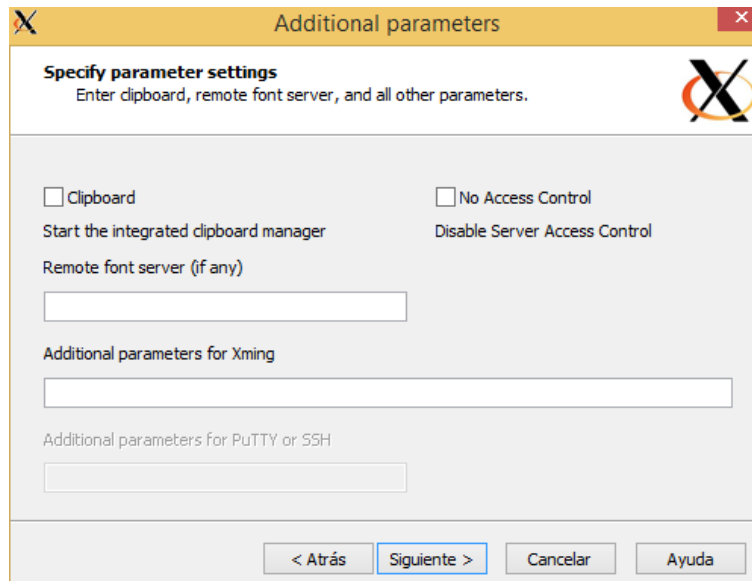 Additional parameters
Specify parameter settings
Enter clipboard, remote font server, and all other parameters.
Clipboard
No Access Control
Start the integrated clipboard manager
Disable Server Access Control
Remote font server (if any)
Additional parameters for Xming
Additional parameters for PuTTY or SSH
< Atrás
Siguiente >
Cancelar
Ayuda